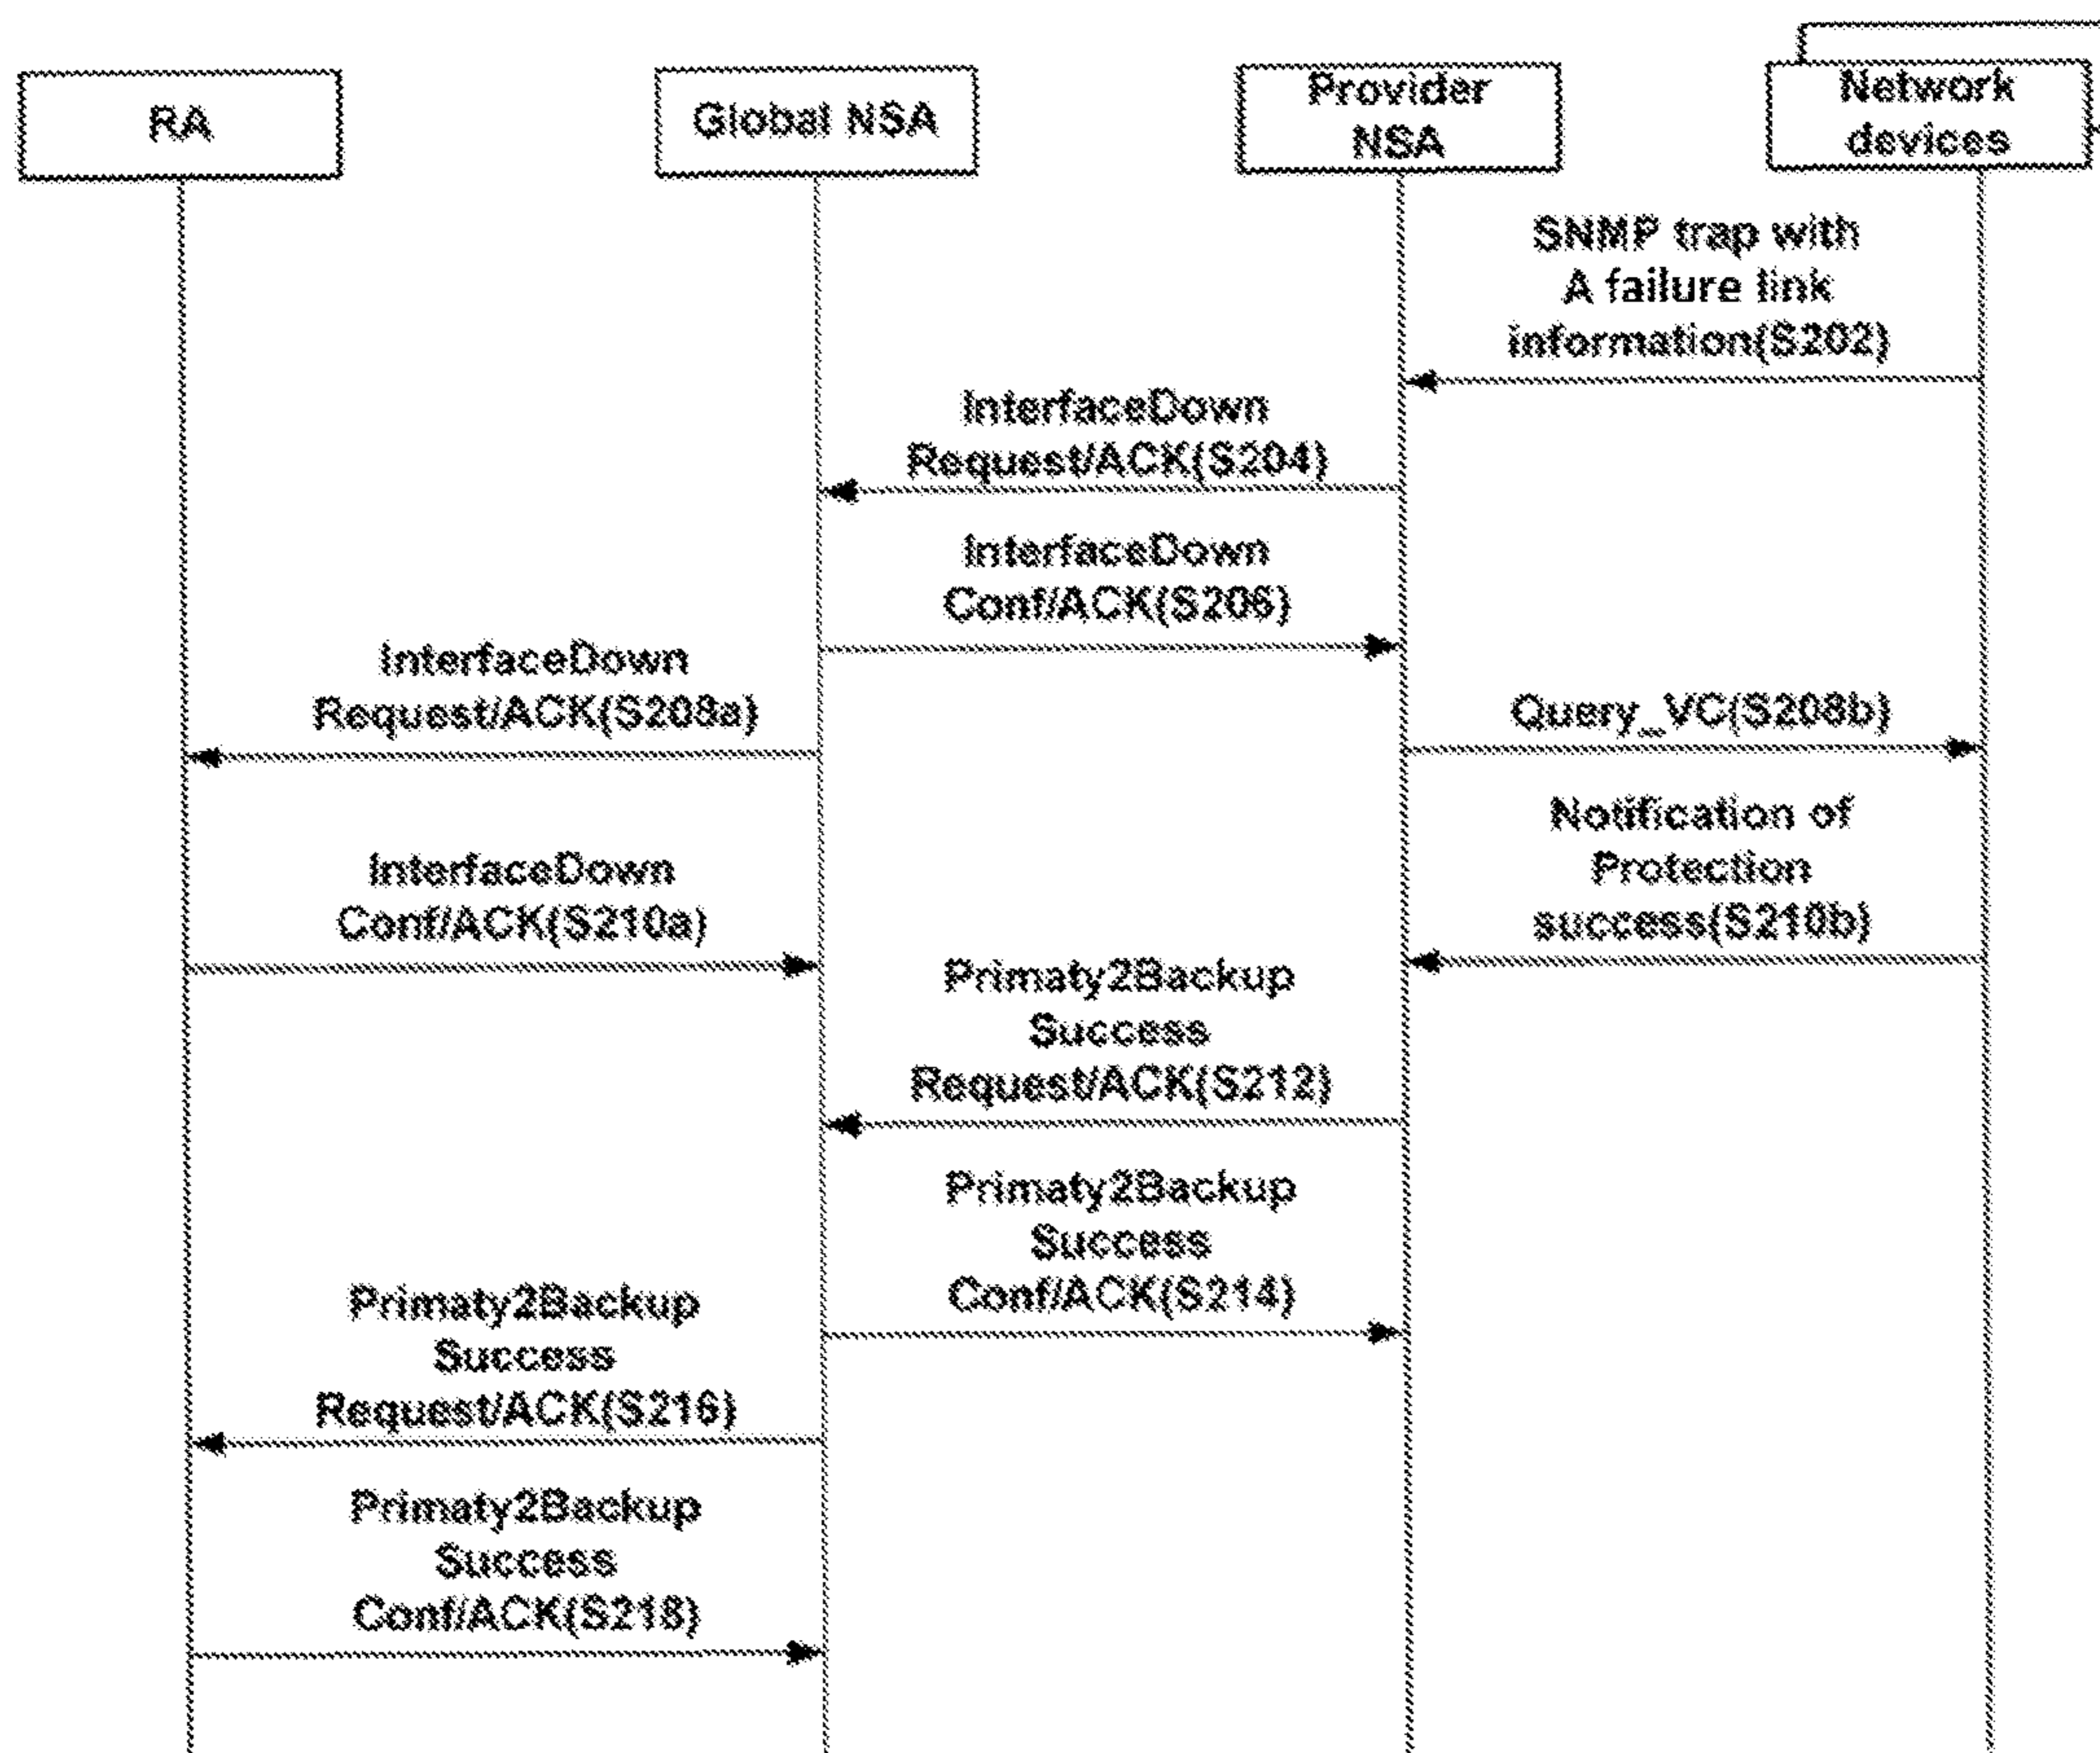 RA
Global NSA
Provider
NSA
Network
devices
SNMP trap with
A failure link
information(S202)
InterfaceDown
Request/ACK(S204)
InterfaceDown
Conf/ACK(S206)
InterfaceDown
Request/ACK(S208a)
Query_VC(S208b)
InterfaceDown
Conf/ACK(S210a)
Notification of
Protection
success(S210b)
Primaty2Backup
Success
Request/ACK(S212)
Primaty2Backup
Success
Conf/ACK(S214)
Primaty2Backup
Success
Request/ACK(S216)
Primaty2Backup
Success
Conf/ACK(S218)